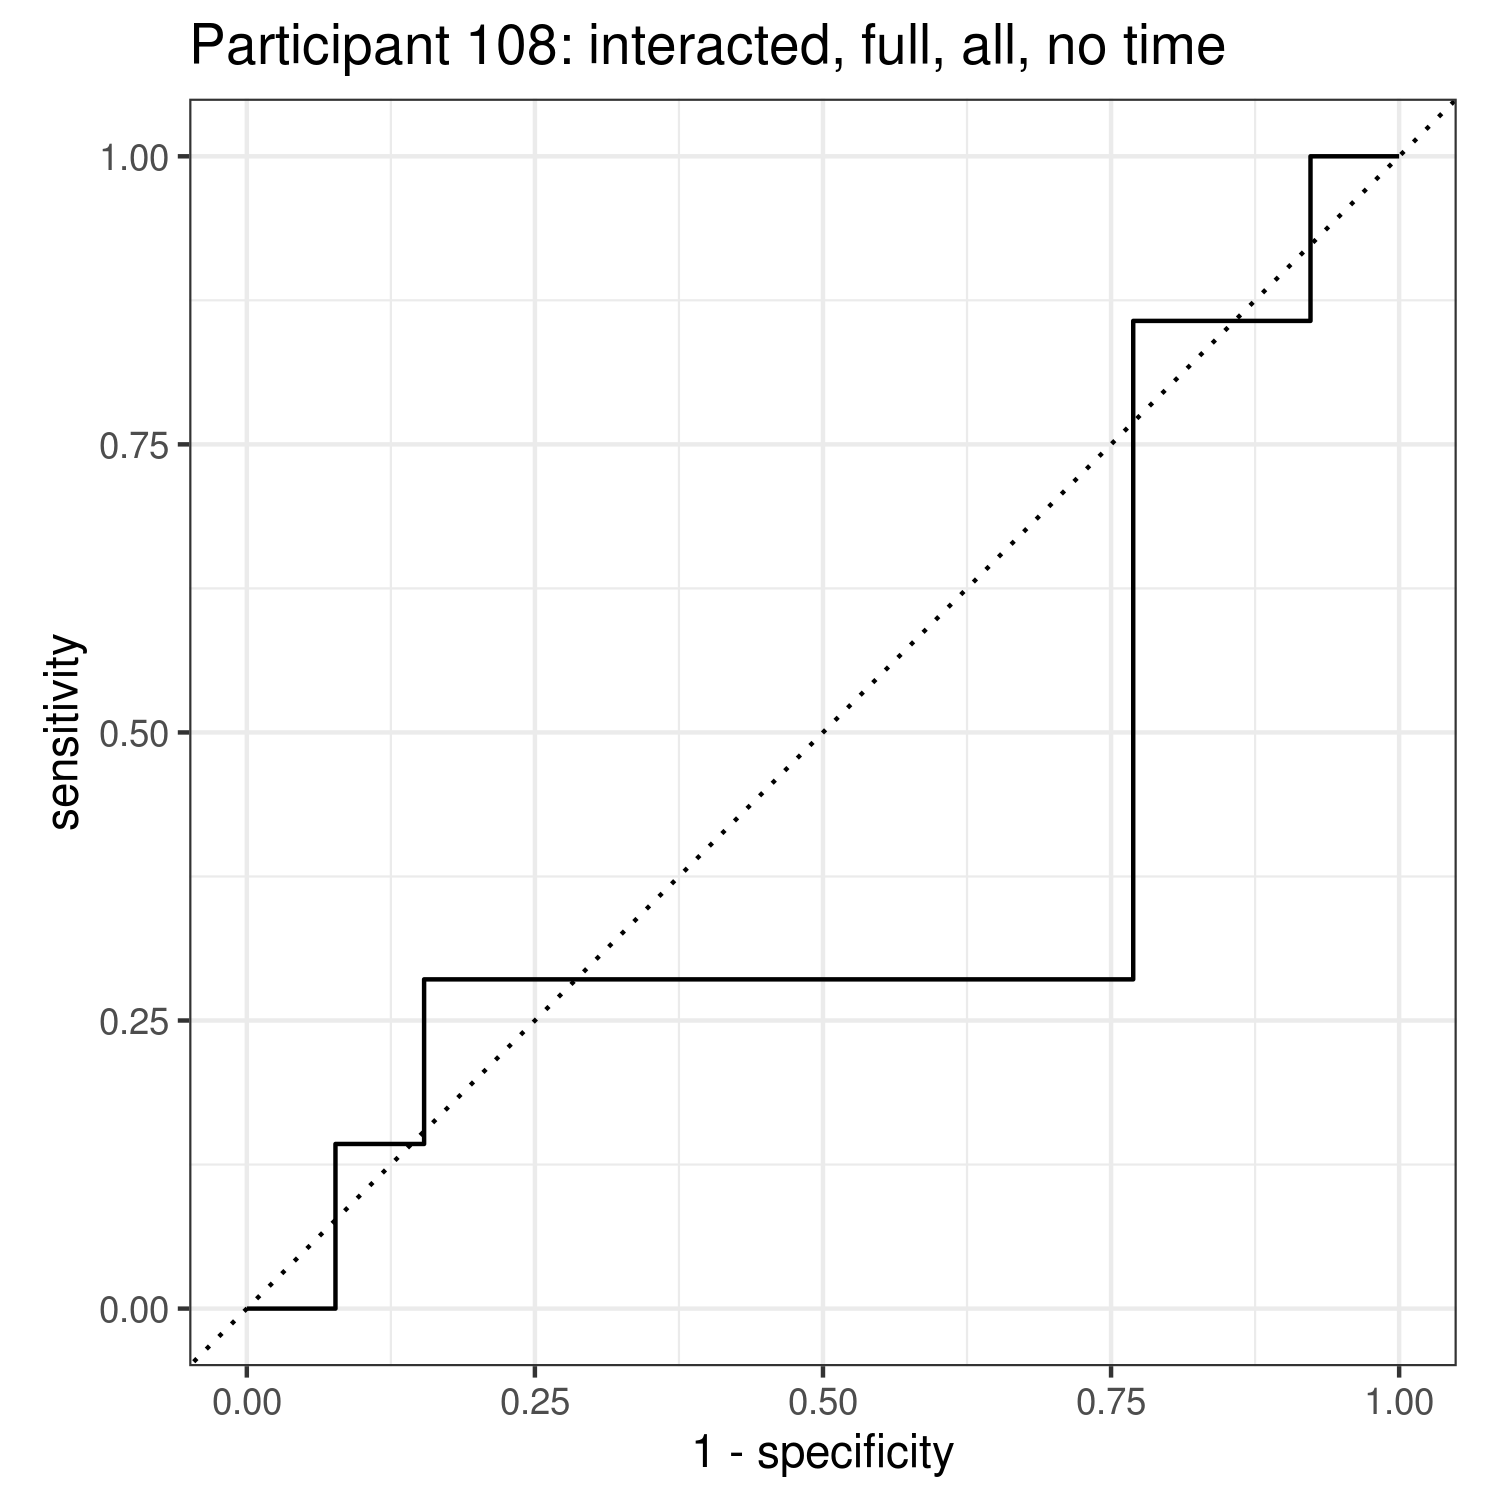 Participant 108: interacted, full, all, no time
1.00
0.75
0.50
0.25
0.00
sensitivity
0.00 0.25 0.50 0.75 1.00
1 - specificity